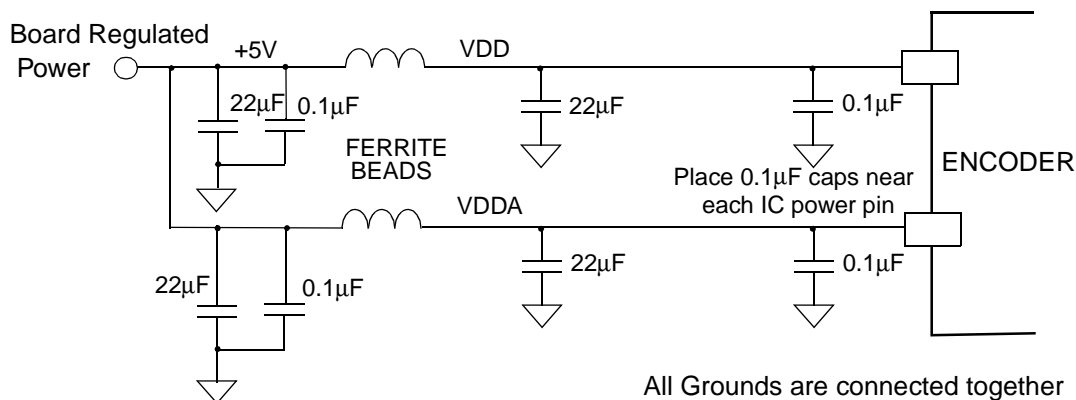 Board Regulated
Power
+5V
VDD
22µF
0.1µF
22µF
0.1µF
FERRITE
BEADS
ENCODER
Place 0.1µF caps near
each IC power pin
VDDA
22µF
0.1µF
22µF
0.1µF
All Grounds are connected together